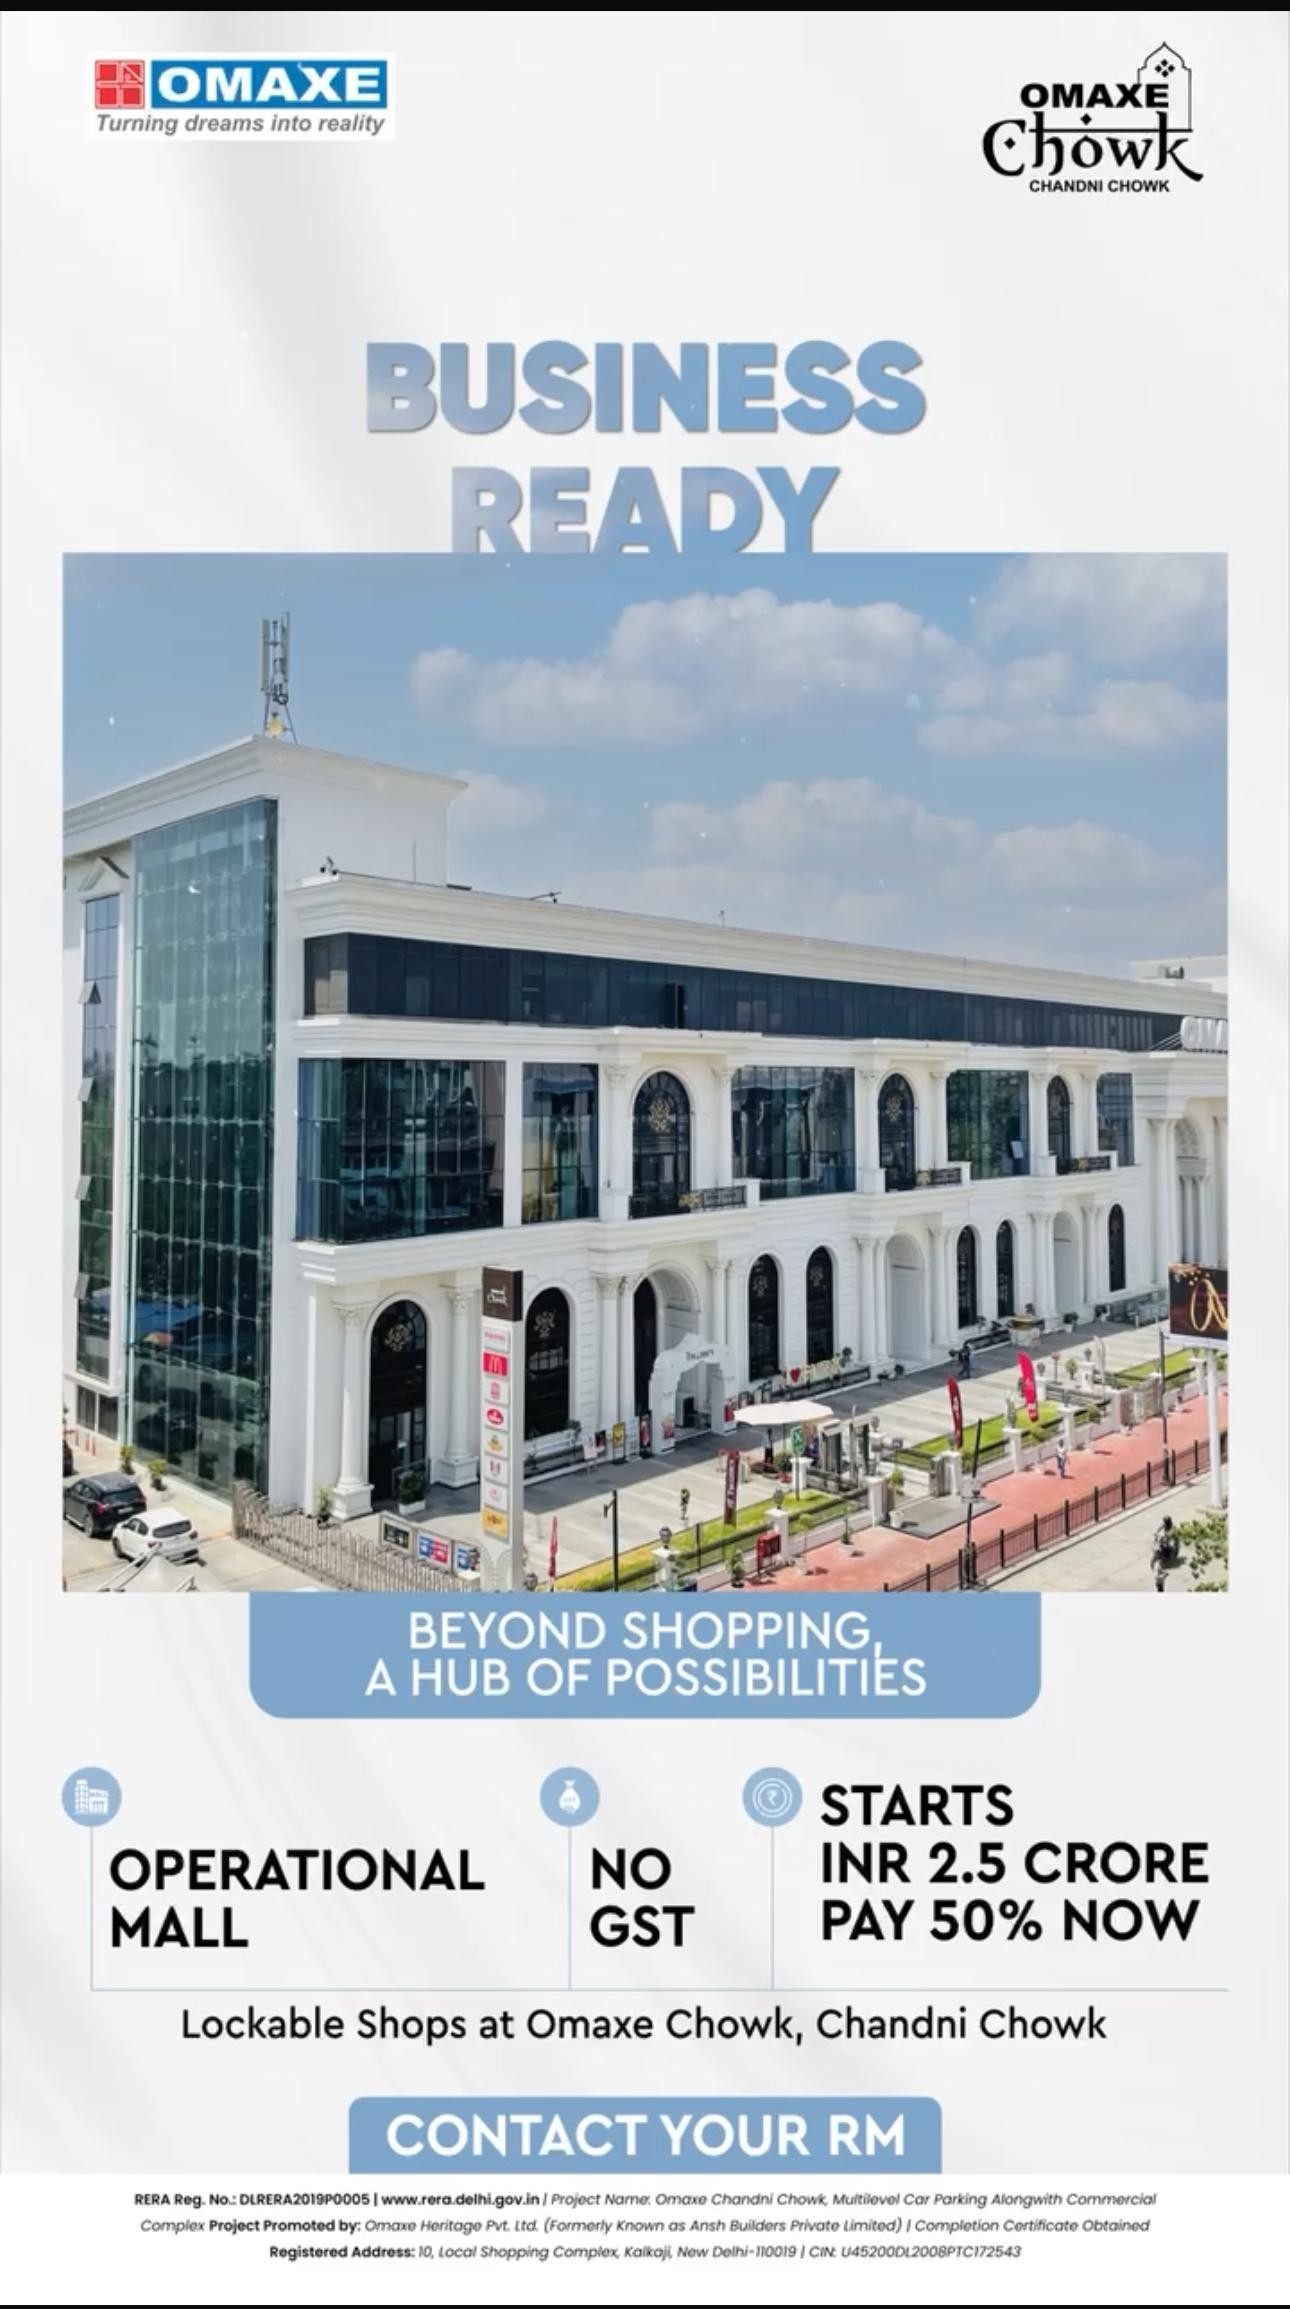 OMAXE
Turning dreams into reality
OMAXE
Chowk
CHANDNI CHOWK
BUSINESS
READY
BEYOND SHOPPING,
A HUB OF POSSIBILITIES
OPERATIONAL
MALL
NO
GST
STARTS
INR 2.5 CRORE
PAY 50% NOW
Lockable Shops at Omaxe Chowk, Chandni Chowk
CONTACT YOUR RM
RERA Reg. No.: DLRERA2019P0005 | www.rera.delhi.gov.in | Project Name: Omaxe Chandni Chowk, Multilevel Car Parking Alongwith Commercial
Complex Project Promoted by: Omaxe Heritage Pvt. Ltd. (Formerly Known as Ansh Builders Private Limited) | Completion Certificate Obtained
Registered Address: 10, Local Shopping Complex, Kalkaji, New Delhi-110019 | CIN: U45200DL2008PTC172543